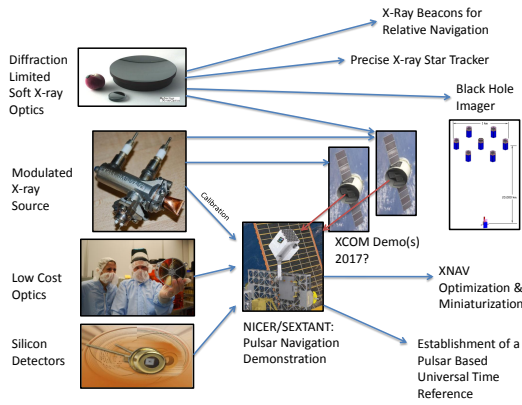 X-Ray Beacons for
Relative Navigation
Diffraction
Limited
Soft X-ray
Optics
Precise X-ray Star Tracker
Black Hole
Imager
Modulated
X-ray
Source
Calibration
XCOM Demo(s)
2017?
Low Cost
Optics
XNAV
Optimization &
Miniaturization
NICER/SEXTANT:
Pulsar Navigation
Demonstration
Silicon
Detectors
Establishment of a
Pulsar Based
Universal Time
Reference